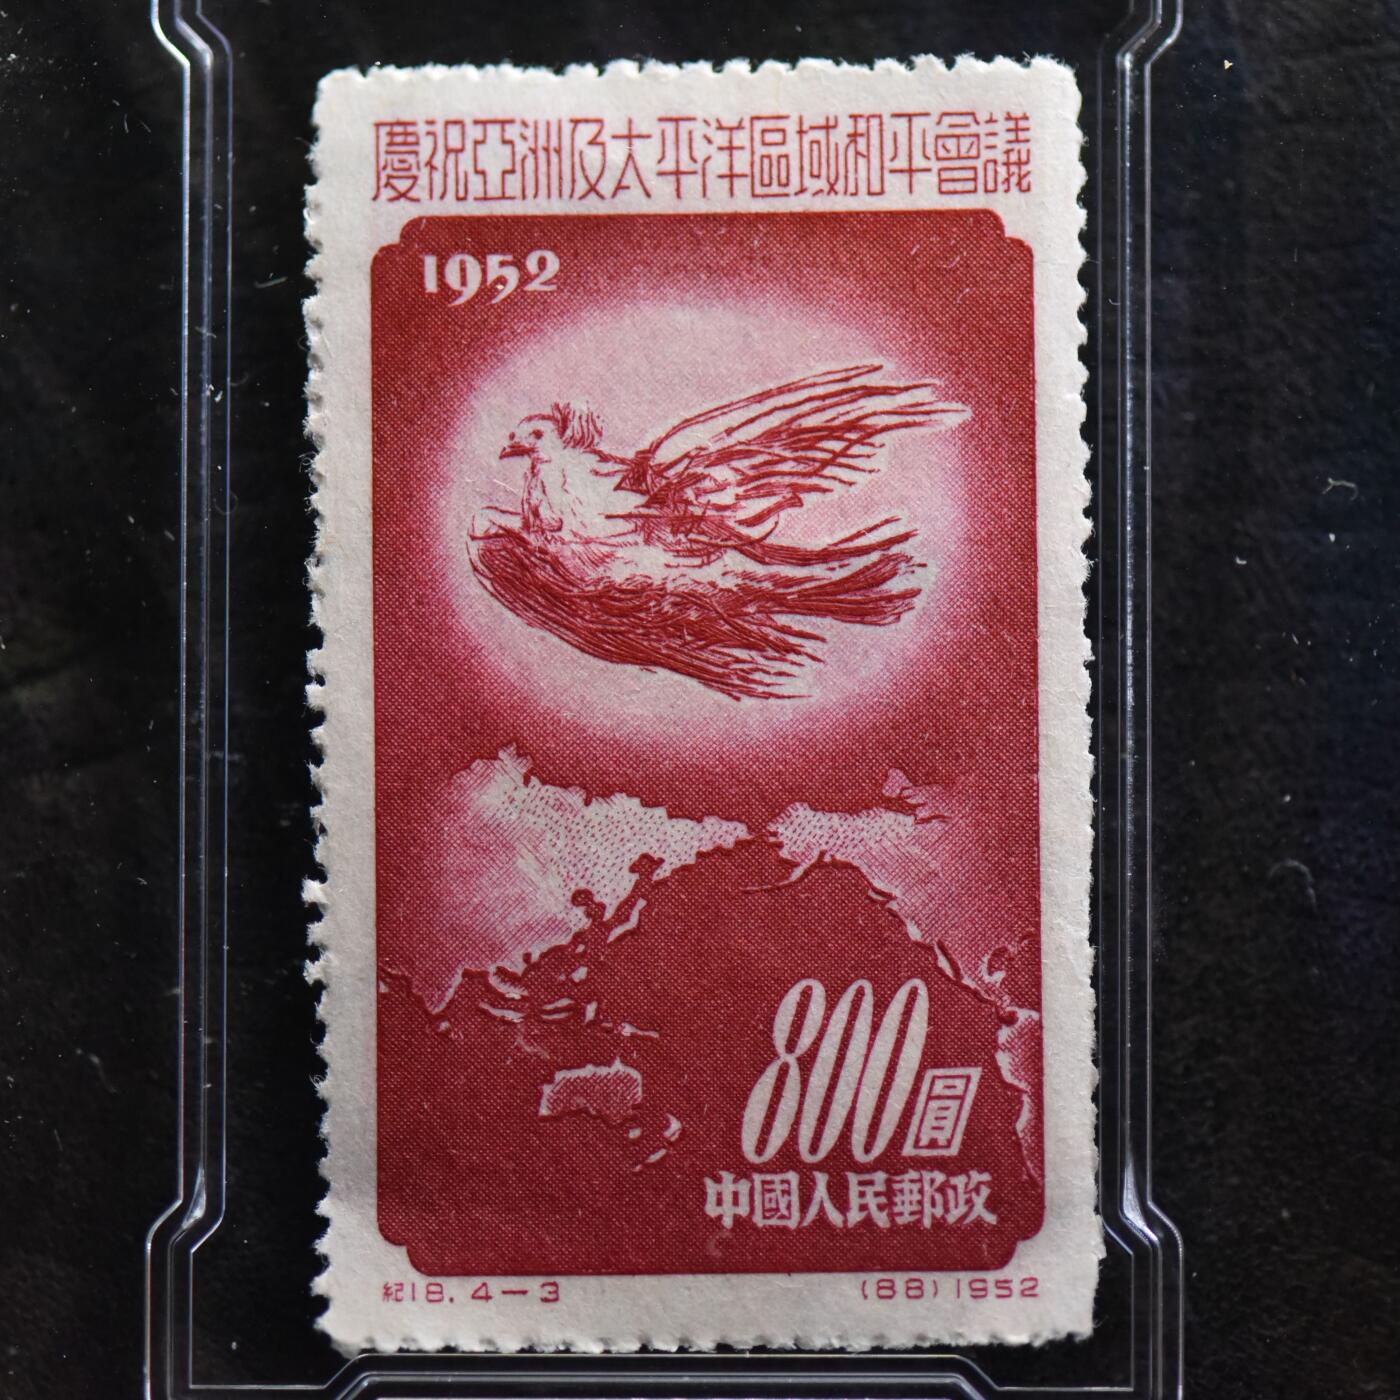 慶祝亞洲及太平洋區域和平會議
1952
800圓
中國人民郵政
紀18.4-3
(88)1952